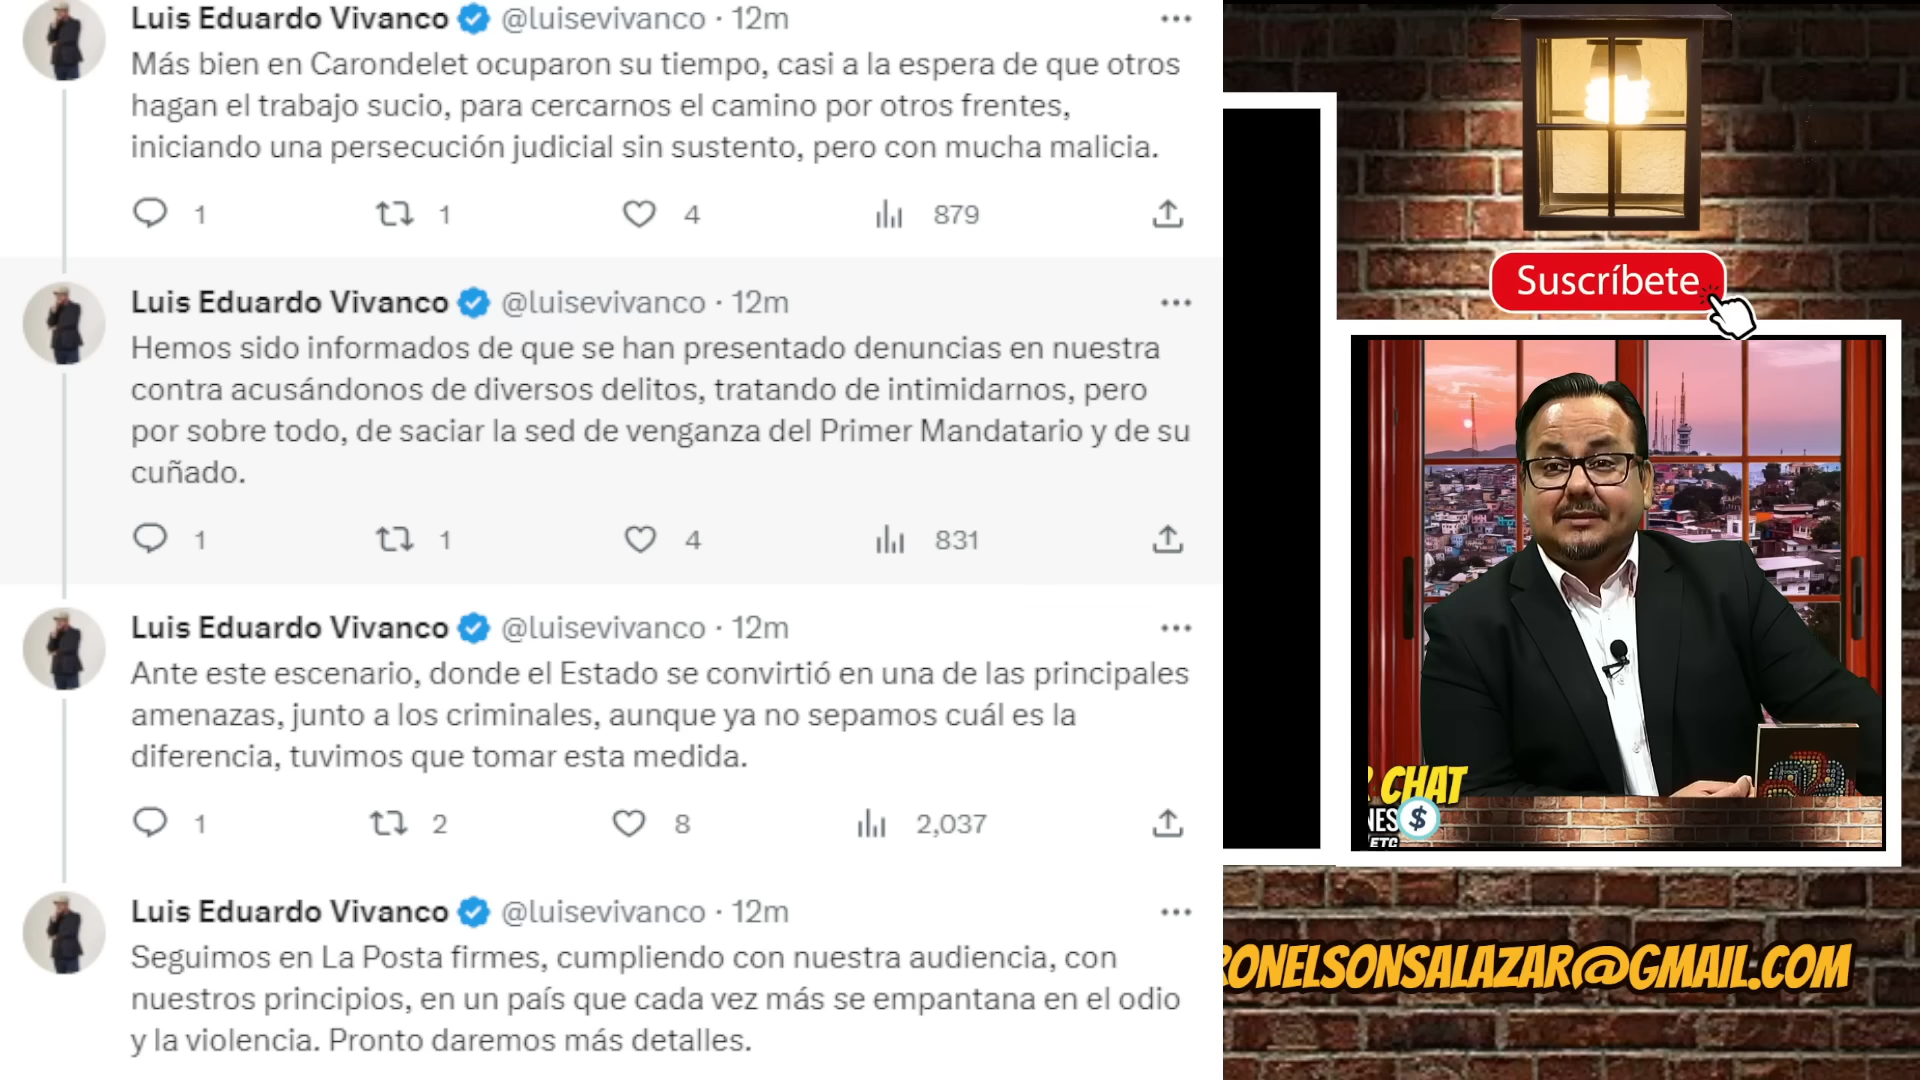 Luis Eduardo Vivanco @luisevivanco · 12m
Más bien en Carondelet ocuparon su tiempo, casi a la espera de que otros
hagan el trabajo sucio, para cercarnos el camino por otros frentes,
iniciando una persecución judicial sin sustento, pero con mucha malicia.
1 1 4 879
Luis Eduardo Vivanco @luisevivanco · 12m
Hemos sido informados de que se han presentado denuncias en nuestra
contra acusándonos de diversos delitos, tratando de intimidarnos, pero
por sobre todo, de saciar la sed de venganza del Primer Mandatario y de su
cuñado.
1 1 4 831
Luis Eduardo Vivanco @luisevivanco · 12m
Ante este escenario, donde el Estado se convirtió en una de las principales
amenazas, junto a los criminales, aunque ya no sepamos cuál es la
diferencia, tuvimos que tomar esta medida.
1 2 8 2,037
Luis Eduardo Vivanco @luisevivanco · 12m
Seguimos en La Posta firmes, cumpliendo con nuestra audiencia, con
nuestros principios, en un país que cada vez más se empantana en el odio
y la violencia. Pronto daremos más detalles.
Suscríbete
CHAT
NES $
ETC
RONELSONSALAZAR@GMAIL.COM